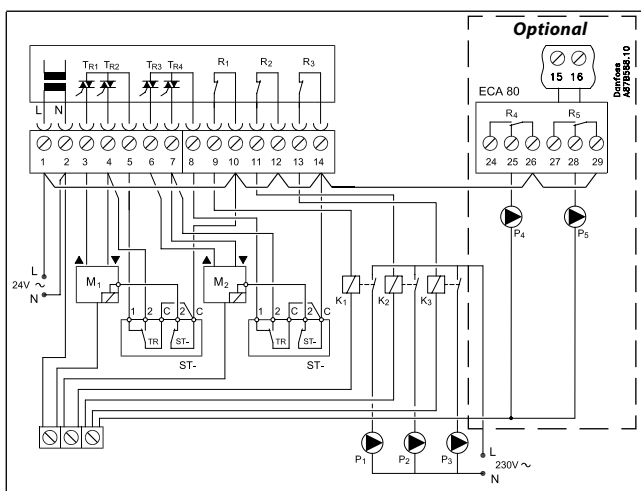 Optional
15 16
Danfoss
A87B588.10
ECA 80
TR1 TR2 TR3 TR4 R1 R2 R3
R4 R5
L N
1 2 3 4 5 6 7 8 9 10 11 12 13 14
24 25 26 27 28 29
P4 P5
L
24V ~
N
M1 M2
K1 K2 K3
1 2 C 2 C
1 2 C 2 C
TR ST-
TR ST-
ST- ST-
P1 P2 P3
L
230V ~
N